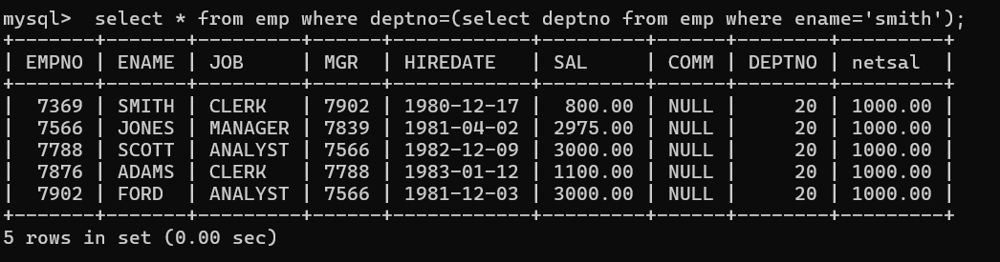 mysql>  select * from emp where deptno=(select deptno from emp where ename='smith');
+-------+-------+---------+------+------------+---------+------+--------+---------+
| EMPNO | ENAME | JOB     | MGR  | HIREDATE   | SAL     | COMM | DEPTNO | netsal  |
+-------+-------+---------+------+------------+---------+------+--------+---------+
|  7369 | SMITH | CLERK   | 7902 | 1980-12-17 |  800.00 | NULL |     20 | 1000.00 |
|  7566 | JONES | MANAGER | 7839 | 1981-04-02 | 2975.00 | NULL |     20 | 1000.00 |
|  7788 | SCOTT | ANALYST | 7566 | 1982-12-09 | 3000.00 | NULL |     20 | 1000.00 |
|  7876 | ADAMS | CLERK   | 7788 | 1983-01-12 | 1100.00 | NULL |     20 | 1000.00 |
|  7902 | FORD  | ANALYST | 7566 | 1981-12-03 | 3000.00 | NULL |     20 | 1000.00 |
+-------+-------+---------+------+------------+---------+------+--------+---------+
5 rows in set (0.00 sec)